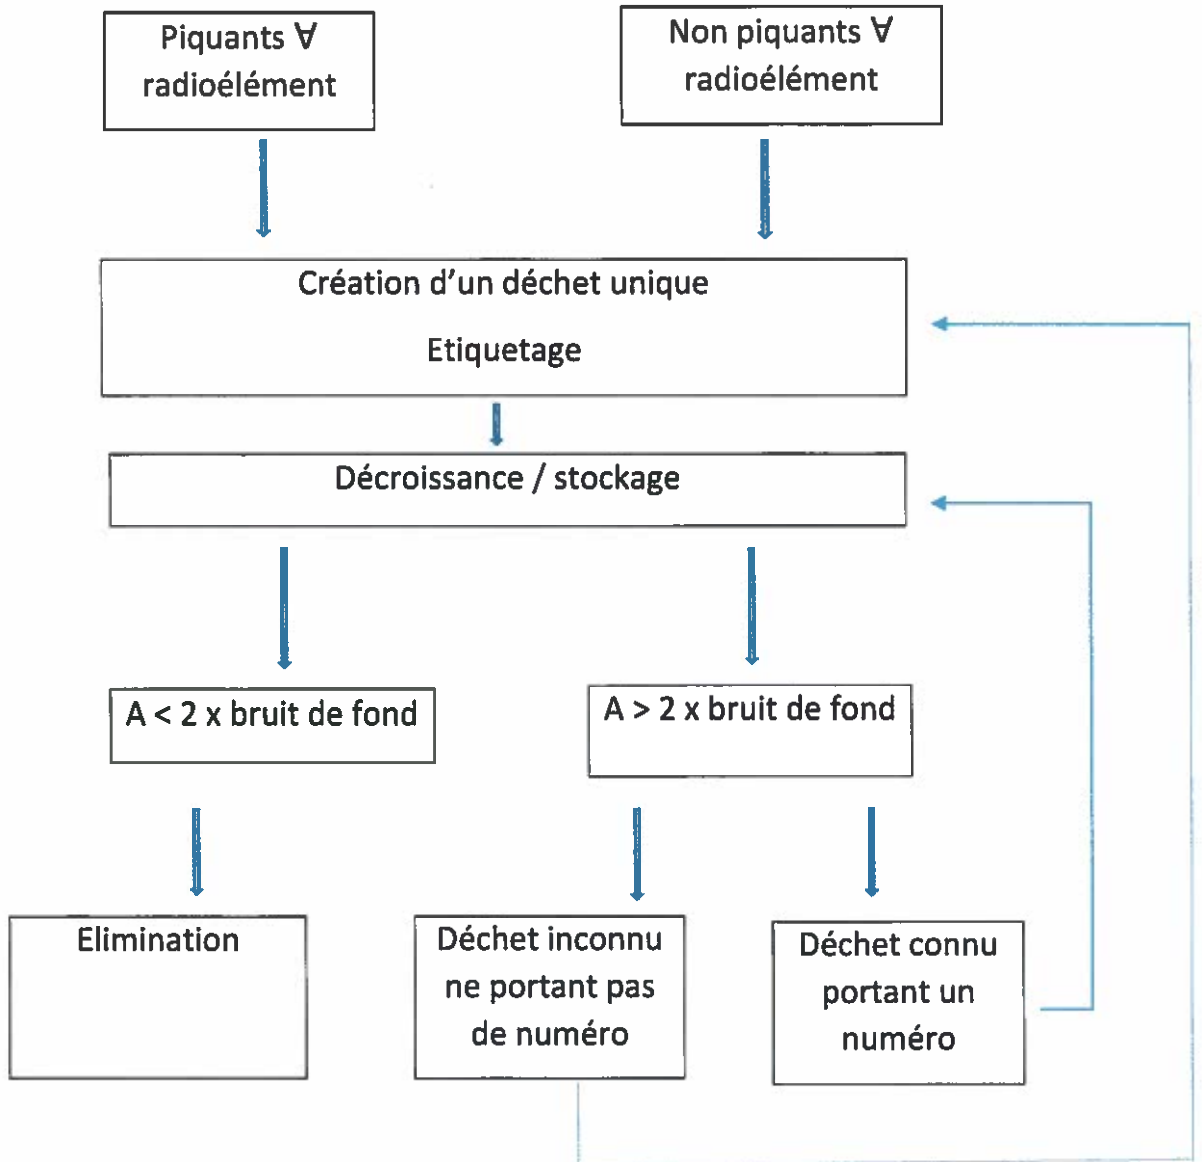 Piquants ∀
radioélément
Non piquants ∀
radioélément
Création d'un déchet unique
Etiquetage
Décroissance / stockage
A < 2 x bruit de fond
A > 2 x bruit de fond
Elimination
Déchet inconnu
ne portant pas
de numéro
Déchet connu
portant un
numéro